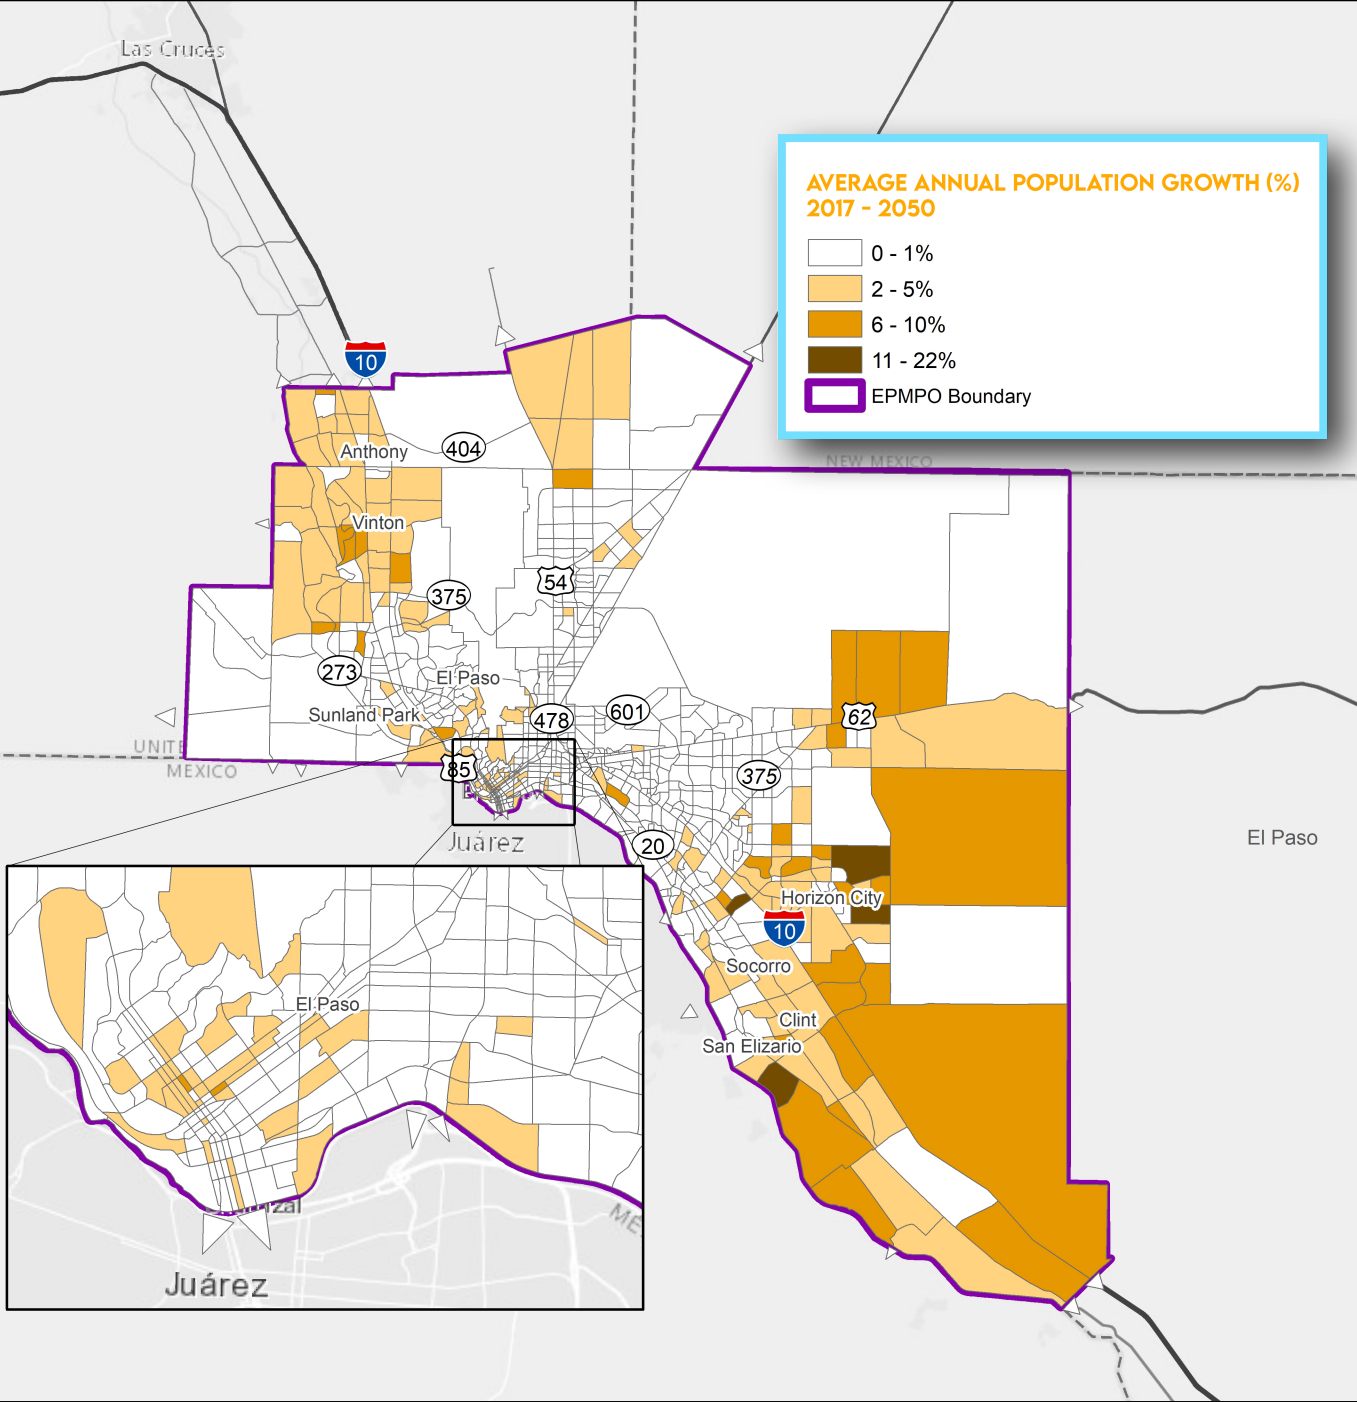 Las Cruces
AVERAGE ANNUAL POPULATION GROWTH (%)
2017 - 2050
0 - 1%
2 - 5%
6 - 10%
11 - 22%
EPMPO Boundary
10
Anthony
404
NEW MEXICO
Vinton
54
375
273
El Paso
Sunland Park
478
601
62
UNITE
MEXICO
85
375
Juárez
20
El Paso
Horizon City
10
Socorro
Clint
San Elizario
El Paso
Juárez